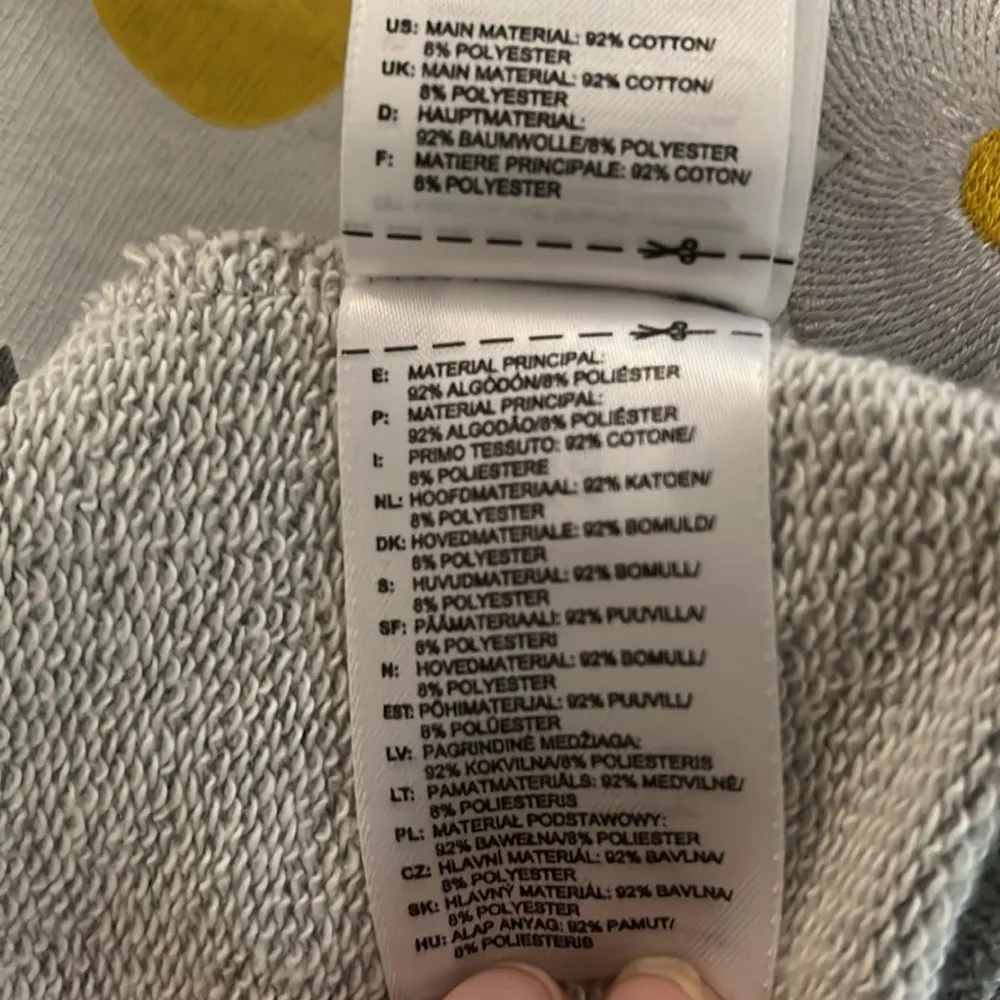 US: MAIN MATERIAL: 92% COTTON/
8% POLYESTER
UK: MAIN MATERIAL: 92% COTTON/
8% POLYESTER
D: HAUPTMATERIAL:
92% BAUMWOLLE/8% POLYESTER
F: MATIERE PRINCIPALE: 92% COTON/
8% POLYESTER
E: MATERIAL PRINCIPAL:
92% ALGODÓN/8% POLIÉSTER
P: MATERIAL PRINCIPAL:
92% ALGODÃO/8% POLIÉSTER
I: PRIMO TESSUTO: 92% COTONE/
8% POLIESTERE
NL: HOOFDMATERIAAL: 92% KATOEN/
8% POLYESTER
DK: HOVEDMATERIALE: 92% BOMULD/
8% POLYESTER
S: HUVUDMATERIAL: 92% BOMULL/
8% POLYESTER
SF: PÄÄMATERIAALI: 92% PUUVILLA/
8% POLYESTERI
N: HOVEDMATERIAL: 92% BOMULL/
8% POLYESTER
EST: PÕHIMATERJAL: 92% PUUVILL/
8% POLÜESTER
LV: PAGRINDINĖ MEDŽIAGA:
92% KOKVILNA/8% POLIESTERIS
LT: PAMATMATERIĀLS: 92% MEDVILNĖ/
8% POLIESTERIS
PL: MATERIAŁ PODSTAWOWY:
92% BAWEŁNA/8% POLIESTER
CZ: HLAVNÍ MATERIÁL: 92% BAVLNA/
8% POLYESTER
SK: HLAVNÝ MATERIÁL: 92% BAVLNA/
8% POLYESTER
HU: ALAP ANYAG: 92% PAMUT/
8% POLIESTERIS